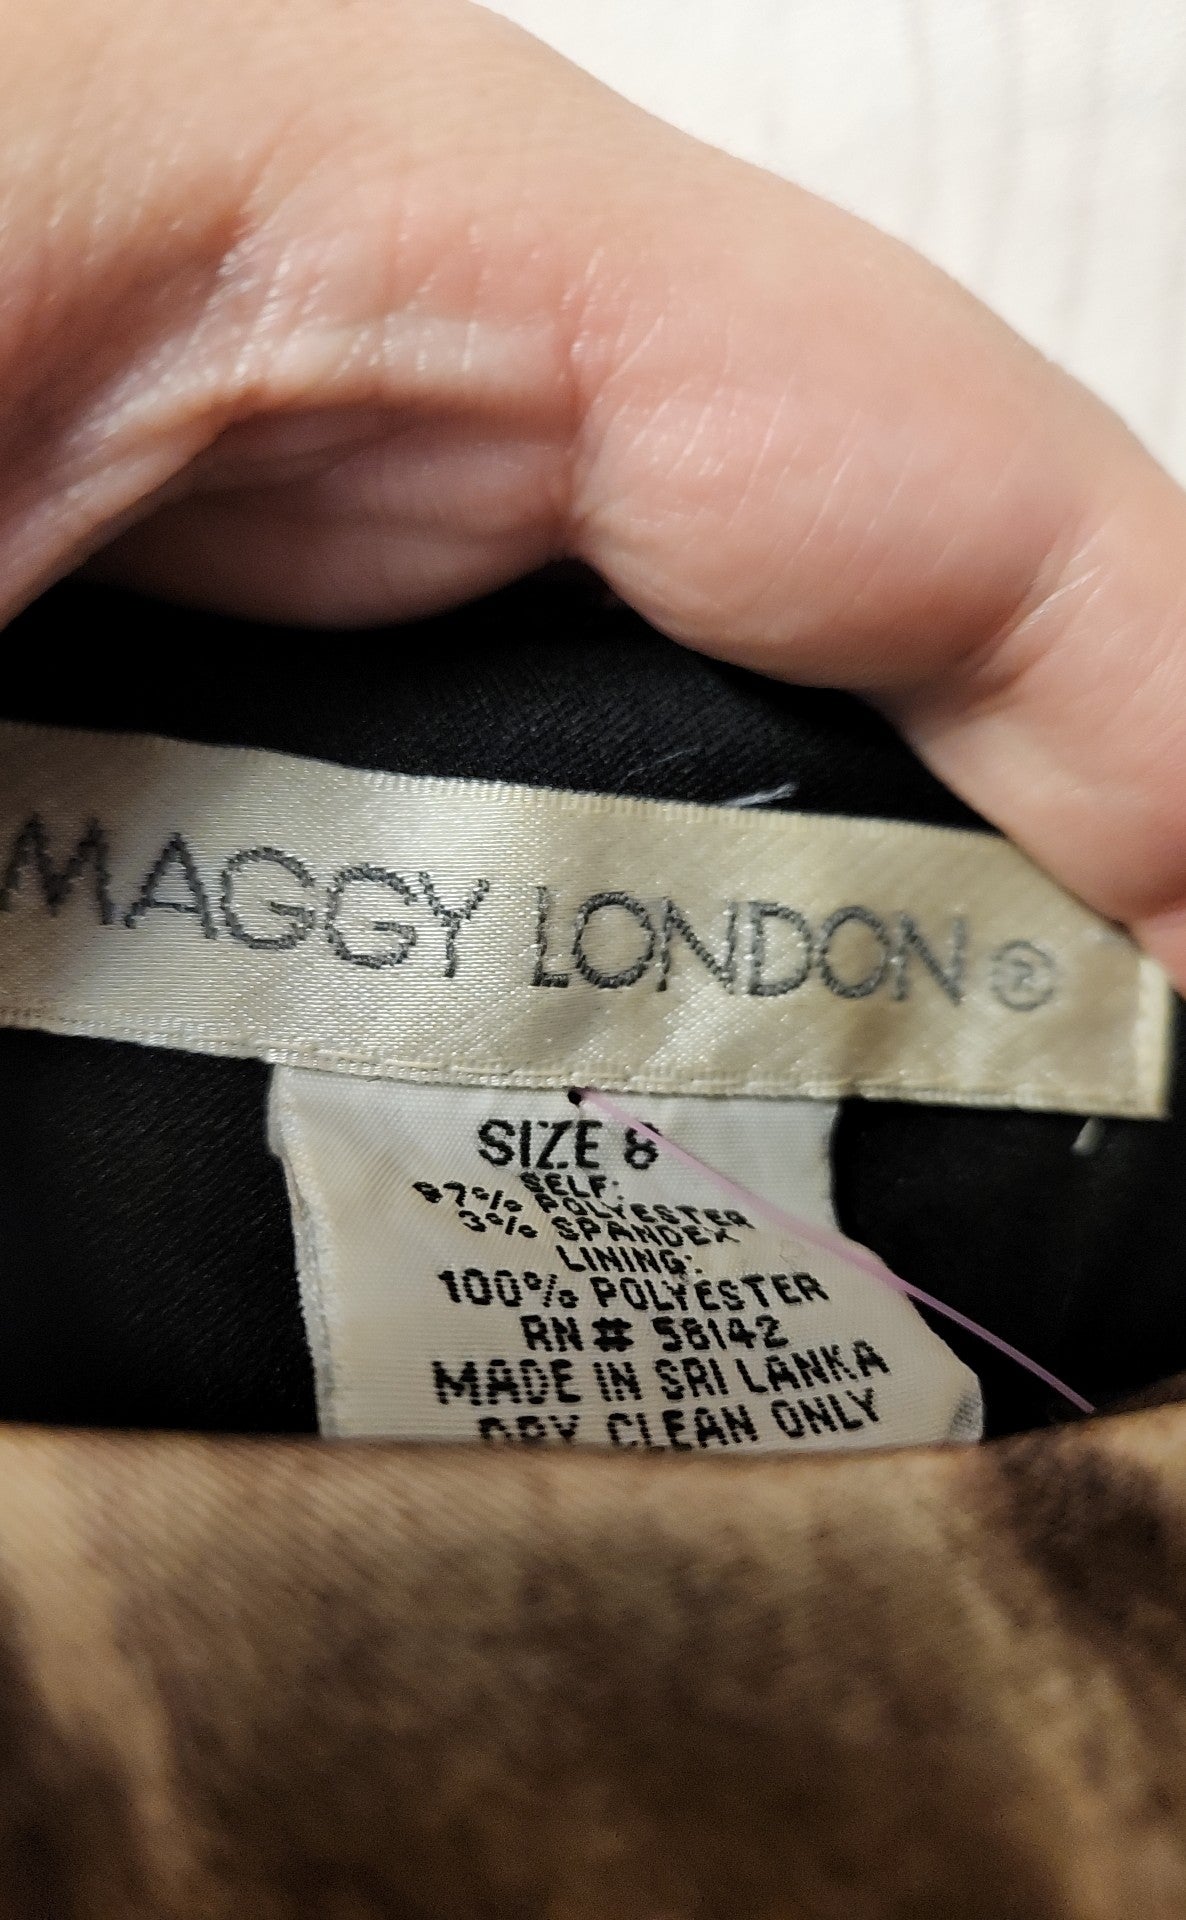 MAGGY LONDON®
SIZE 8
SELF:
97% POLYESTER
3% SPANDEX
LINING:
100% POLYESTER
RN# 58142
MADE IN SRI LANKA
DRY CLEAN ONLY